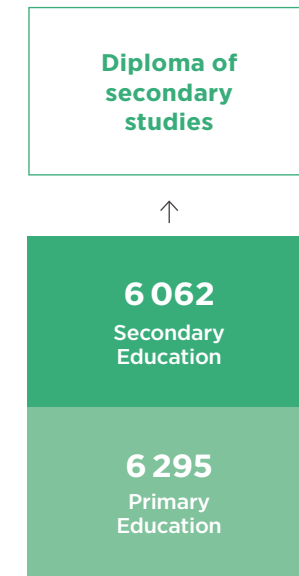 Diploma of
secondary
studies
↑
6 062
Secondary
Education
6 295
Primary
Education